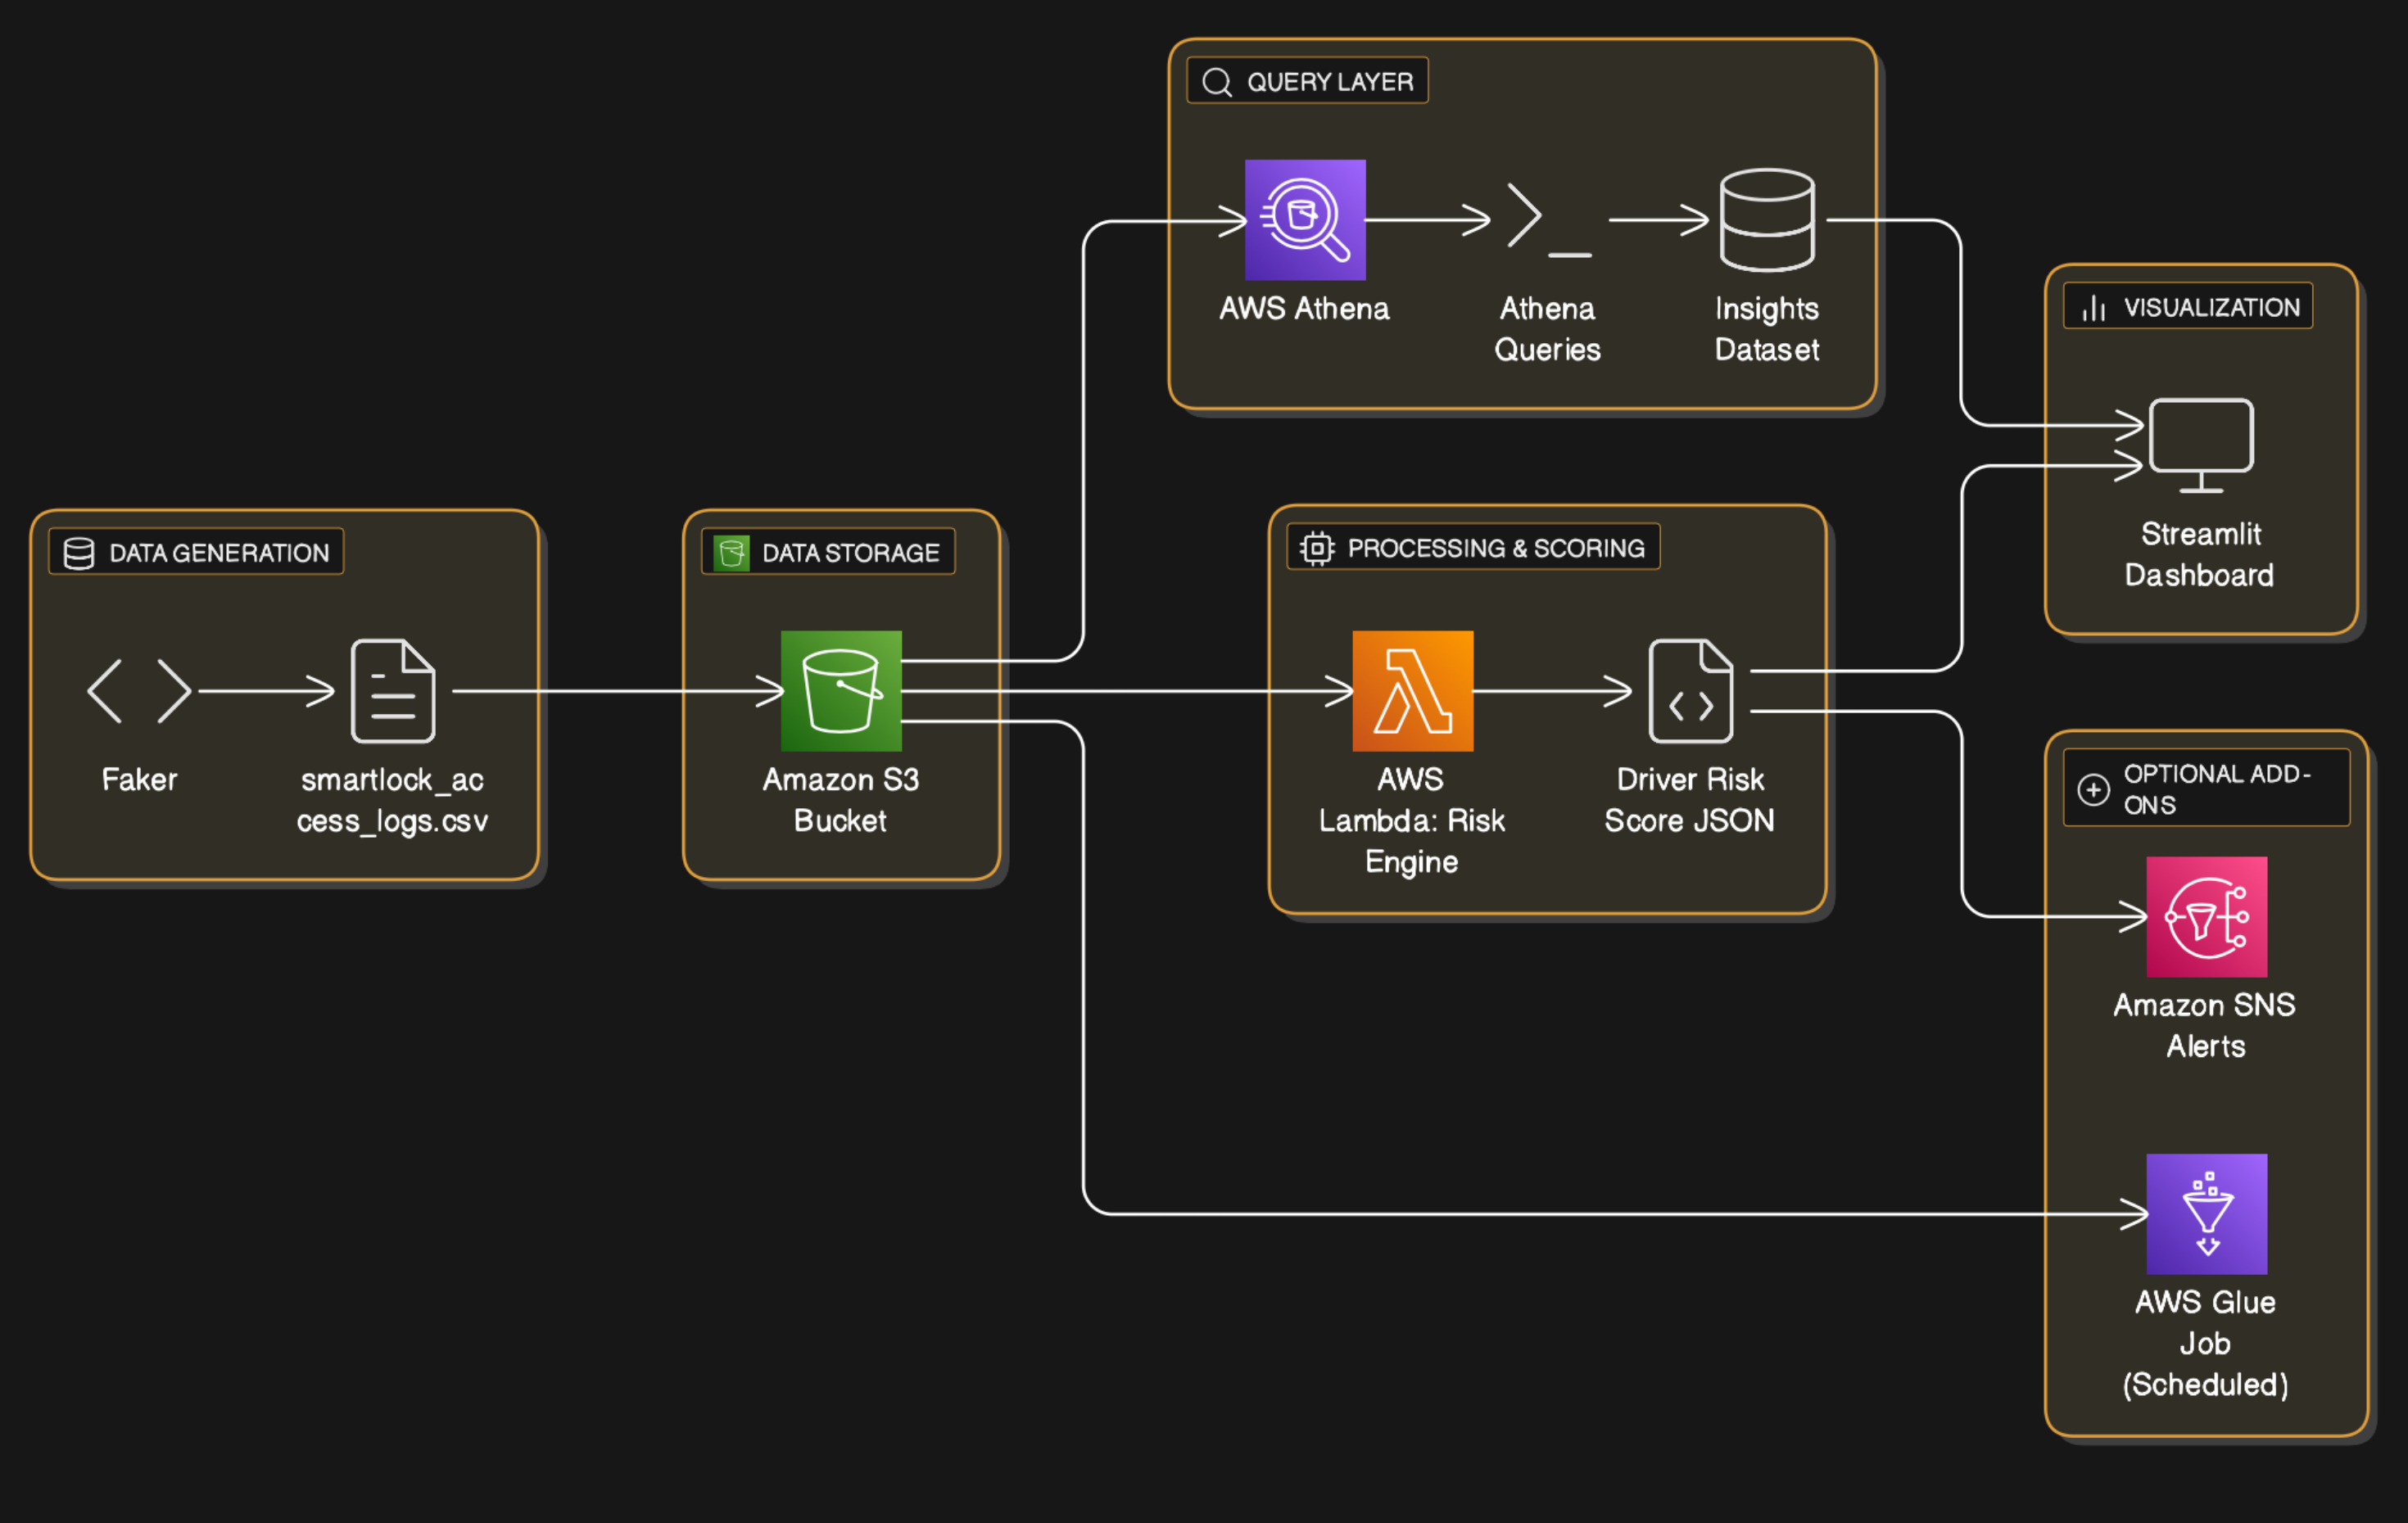 QUERY LAYER
AWS Athena
Athena
Queries
Insights
Dataset
VISUALIZATION
Streamlit
Dashboard
DATA GENERATION
Faker
smartlock_ac
cess_logs.csv
DATA STORAGE
Amazon S3
Bucket
PROCESSING & SCORING
AWS
Lambda: Risk
Engine
Driver Risk
Score JSON
OPTIONAL ADD-
ONS
Amazon SNS
Alerts
AWS Glue
Job
(Scheduled)